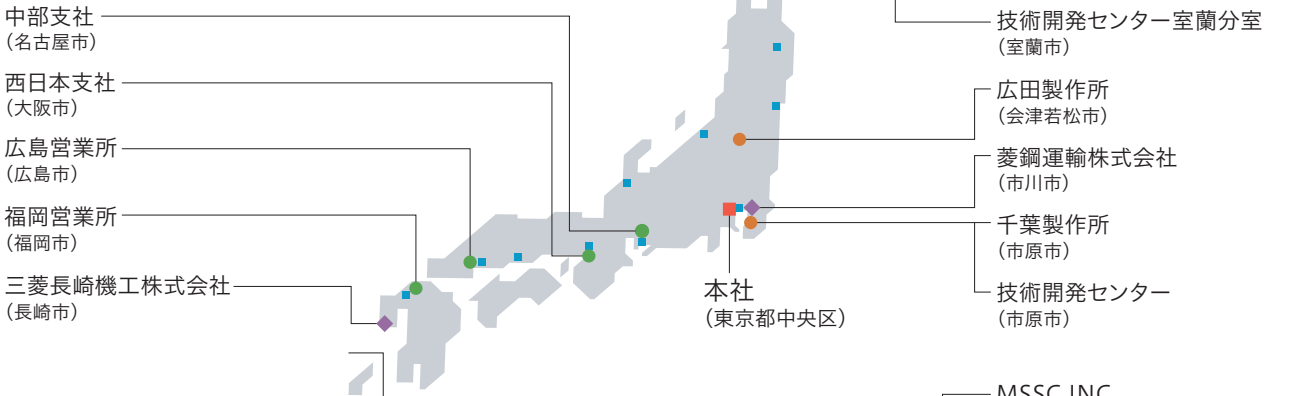 中部支社
（名古屋市）
西日本支社
（大阪市）
広島営業所
（広島市）
福岡営業所
（福岡市）
三菱長崎機工株式会社
（長崎市）
本社
（東京都中央区）
技術開発センター室蘭分室
（室蘭市）
広田製作所
（会津若松市）
菱鋼運輸株式会社
（市川市）
千葉製作所
（市原市）
技術開発センター
（市原市）
MSSC INC